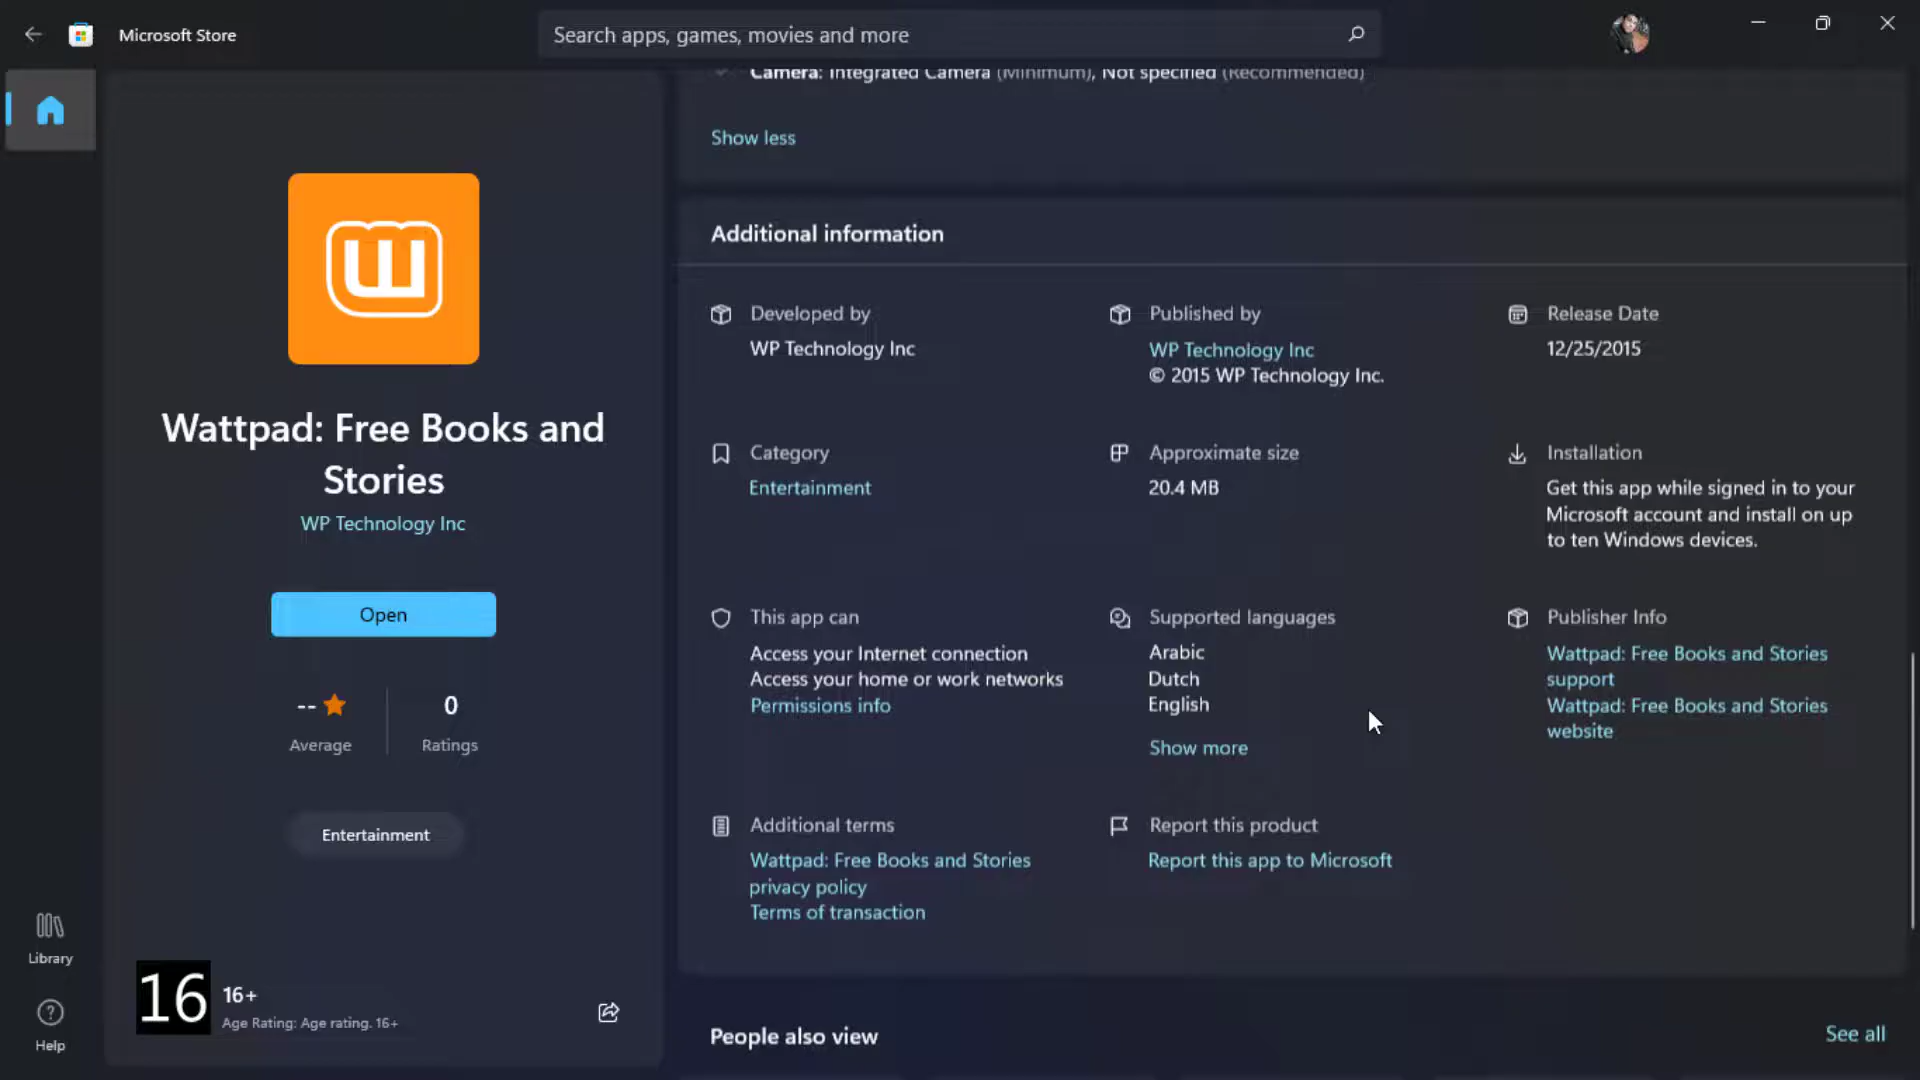 Microsoft Store
Search apps, games, movies and more
Camera: Integrated Camera (Minimum), Not specified (Recommended)
Show less
Additional information
Developed by
WP Technology Inc
Published by
WP Technology Inc
© 2015 WP Technology Inc.
Release Date
12/25/2015
Category
Entertainment
Approximate size
20.4 MB
Installation
Get this app while signed in to your
Microsoft account and install on up
to ten Windows devices.
This app can
Access your Internet connection
Access your home or work networks
Permissions info
Supported languages
Arabic
Dutch
English
Show more
Publisher Info
Wattpad: Free Books and Stories
support
Wattpad: Free Books and Stories
website
Additional terms
Wattpad: Free Books and Stories
privacy policy
Terms of transaction
Report this product
Report this app to Microsoft
People also view
See all
W
Wattpad: Free Books and
Stories
WP Technology Inc
Open
--
Average
0
Ratings
Entertainment
16
16+
Age Rating: Age rating. 16+
Library
Help